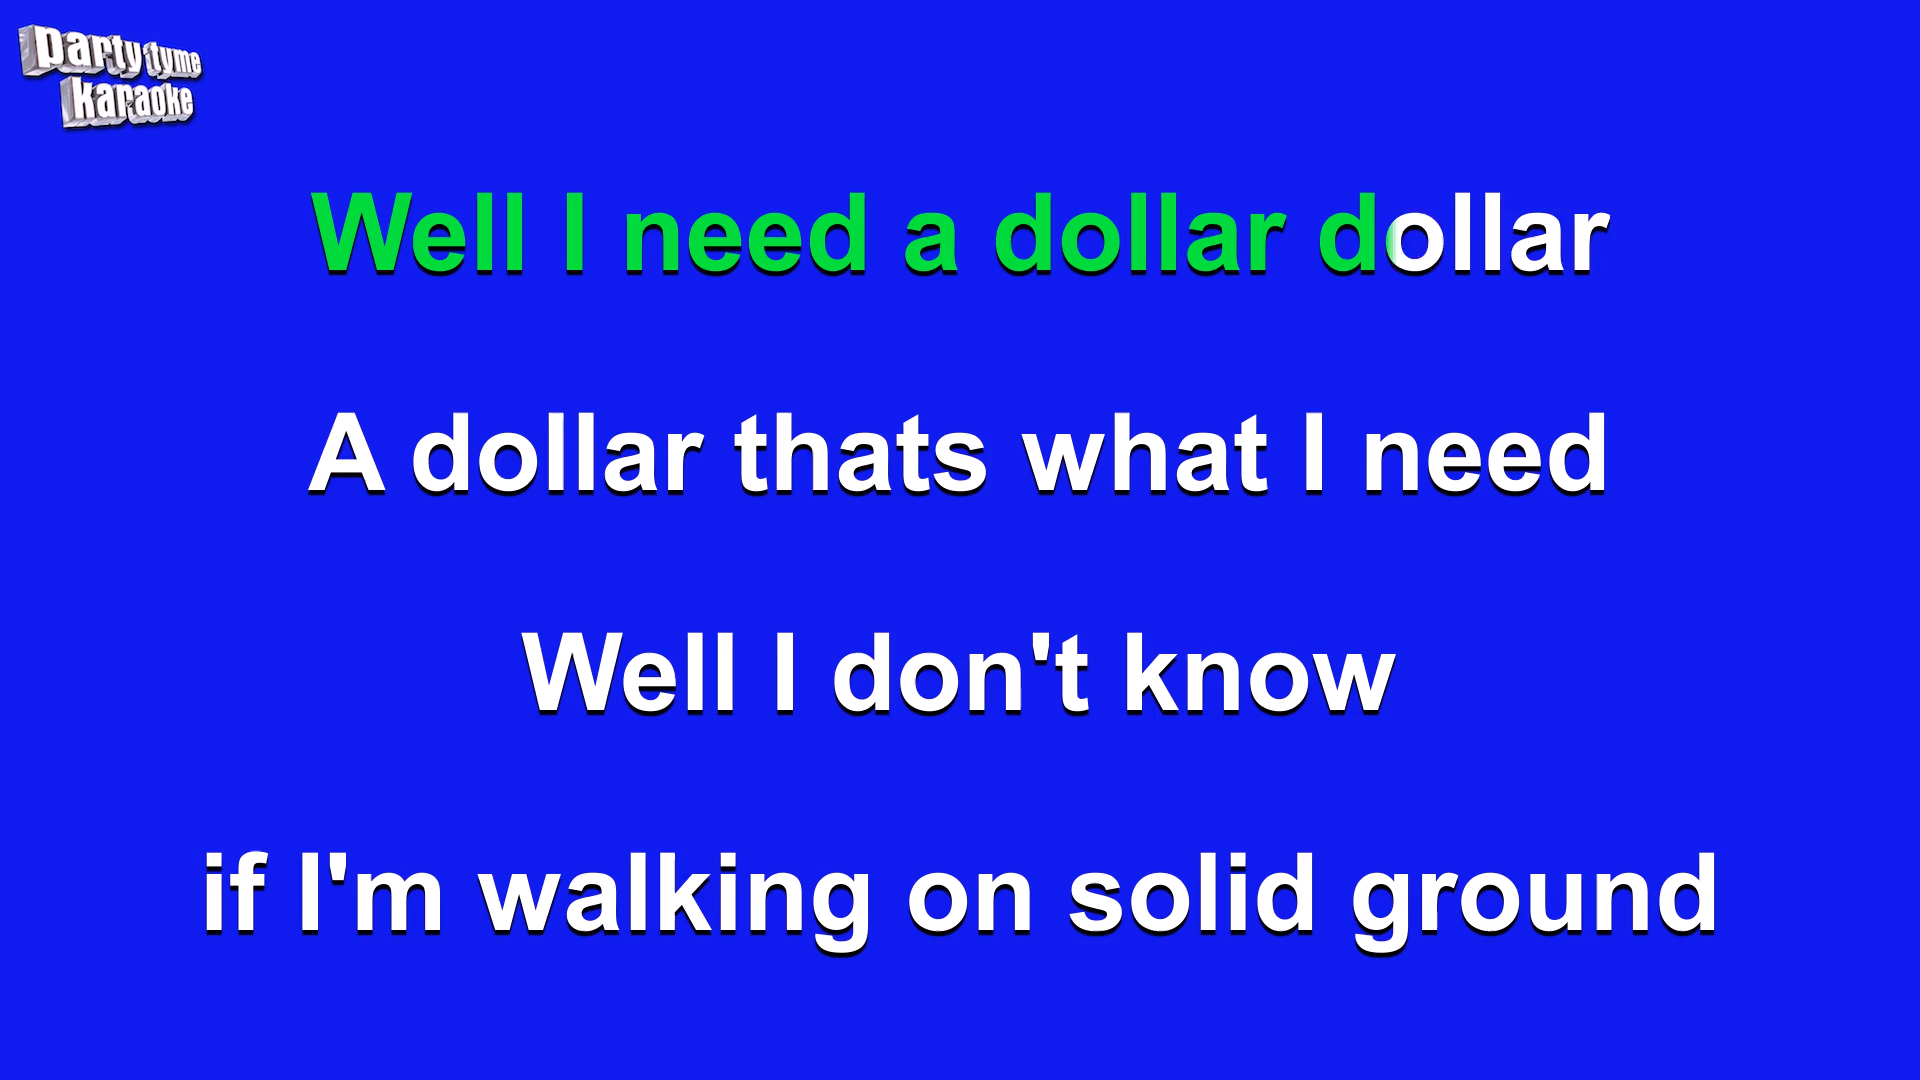 party tyme
karaoke
Well I need a dollar dollar
A dollar thats what I need
Well I don't know
if I'm walking on solid ground